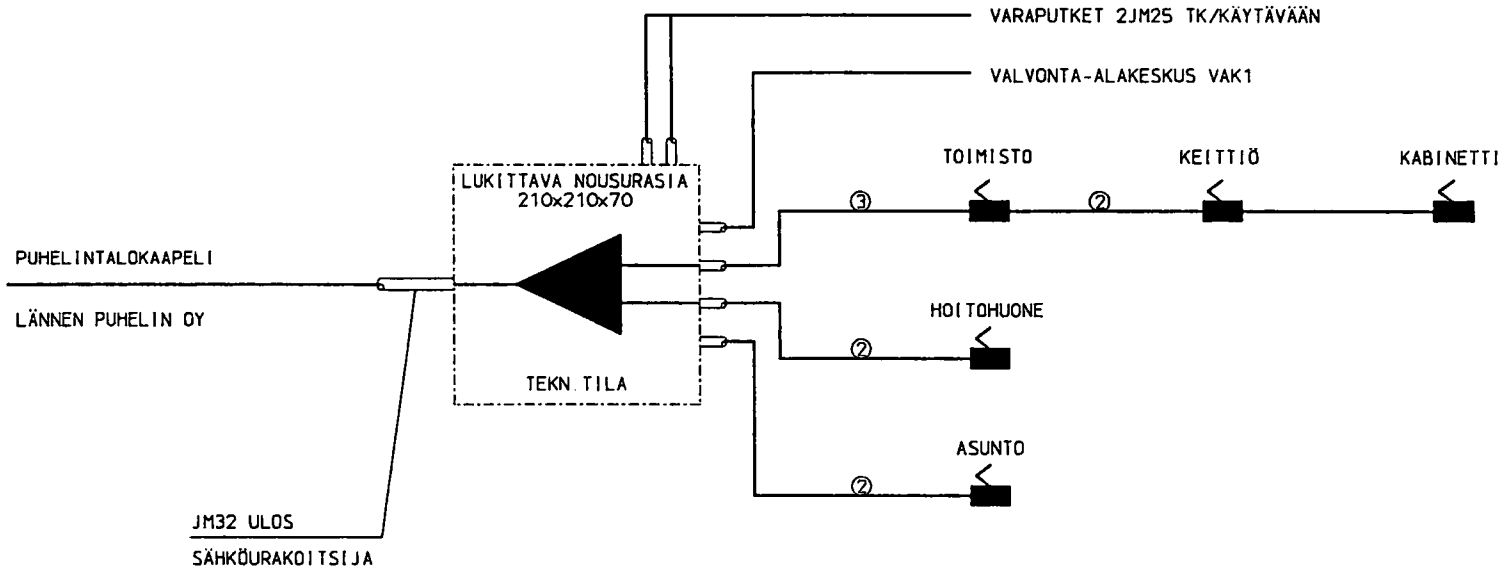 VARAPUTKET 2JM25 TK/KÄYTÄVÄÄN
VALVONTA-ALAKESKUS VAK1
TOIMISTO
KEITTIÖ
KABINETTI
LUKITTAVA NOUSURASIA
210x210x70
3
2
PUHELINTALOKAAPELI
LÄNNEN PUHELIN OY
HOITOHUONE
2
TEKN.TILA
ASUNTO
2
JM32 ULOS
SÄHKÖURAKOITSIJA